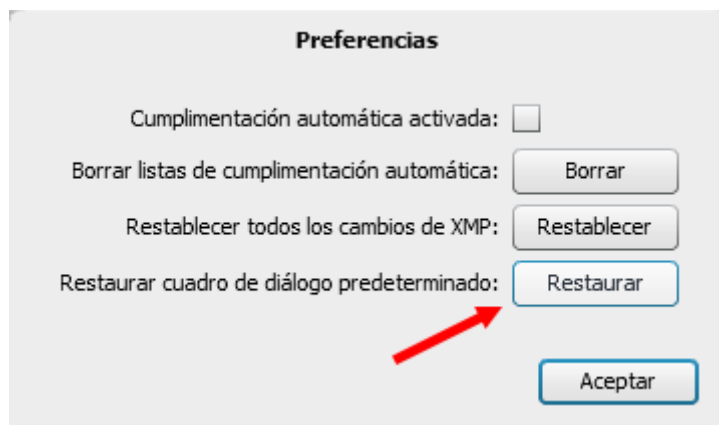 Preferencias
Cumplimentación automática activada:
Borrar listas de cumplimentación automática: Borrar
Restablecer todos los cambios de XMP: Restablecer
Restaurar cuadro de diálogo predeterminado: Restaurar
Aceptar